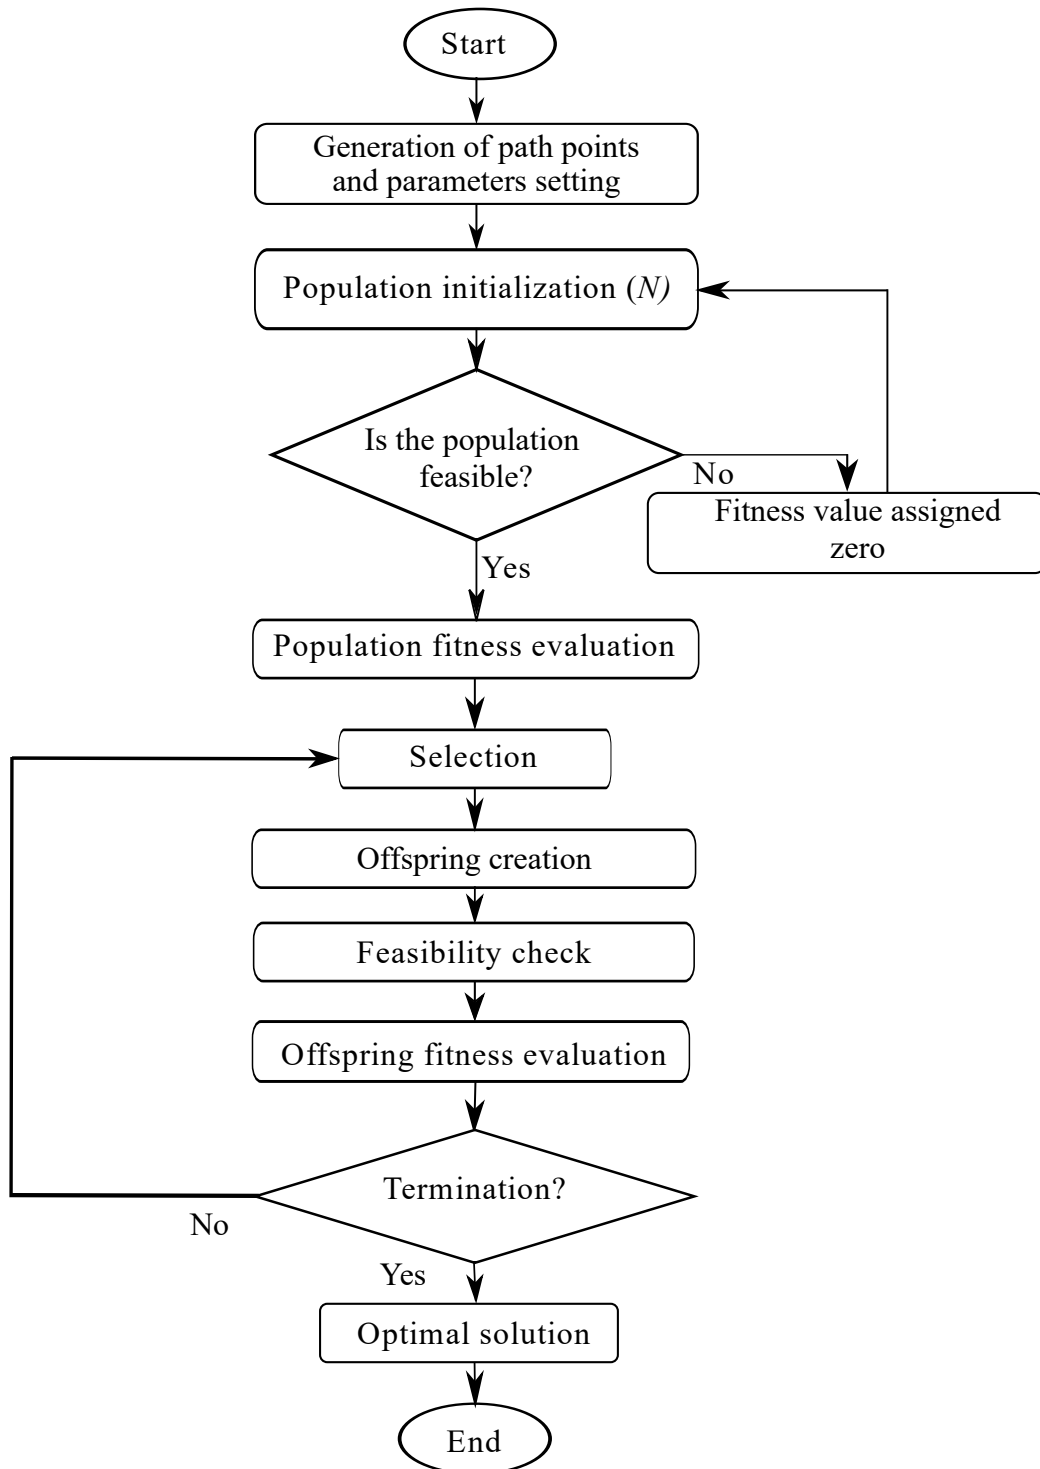 Start
Generation of path points
and parameters setting
Population initialization (N)
Is the population
feasible?
No
Fitness value assigned
zero
Yes
Population fitness evaluation
Selection
Offspring creation
Feasibility check
Offspring fitness evaluation
Termination?
No
Yes
Optimal solution
End